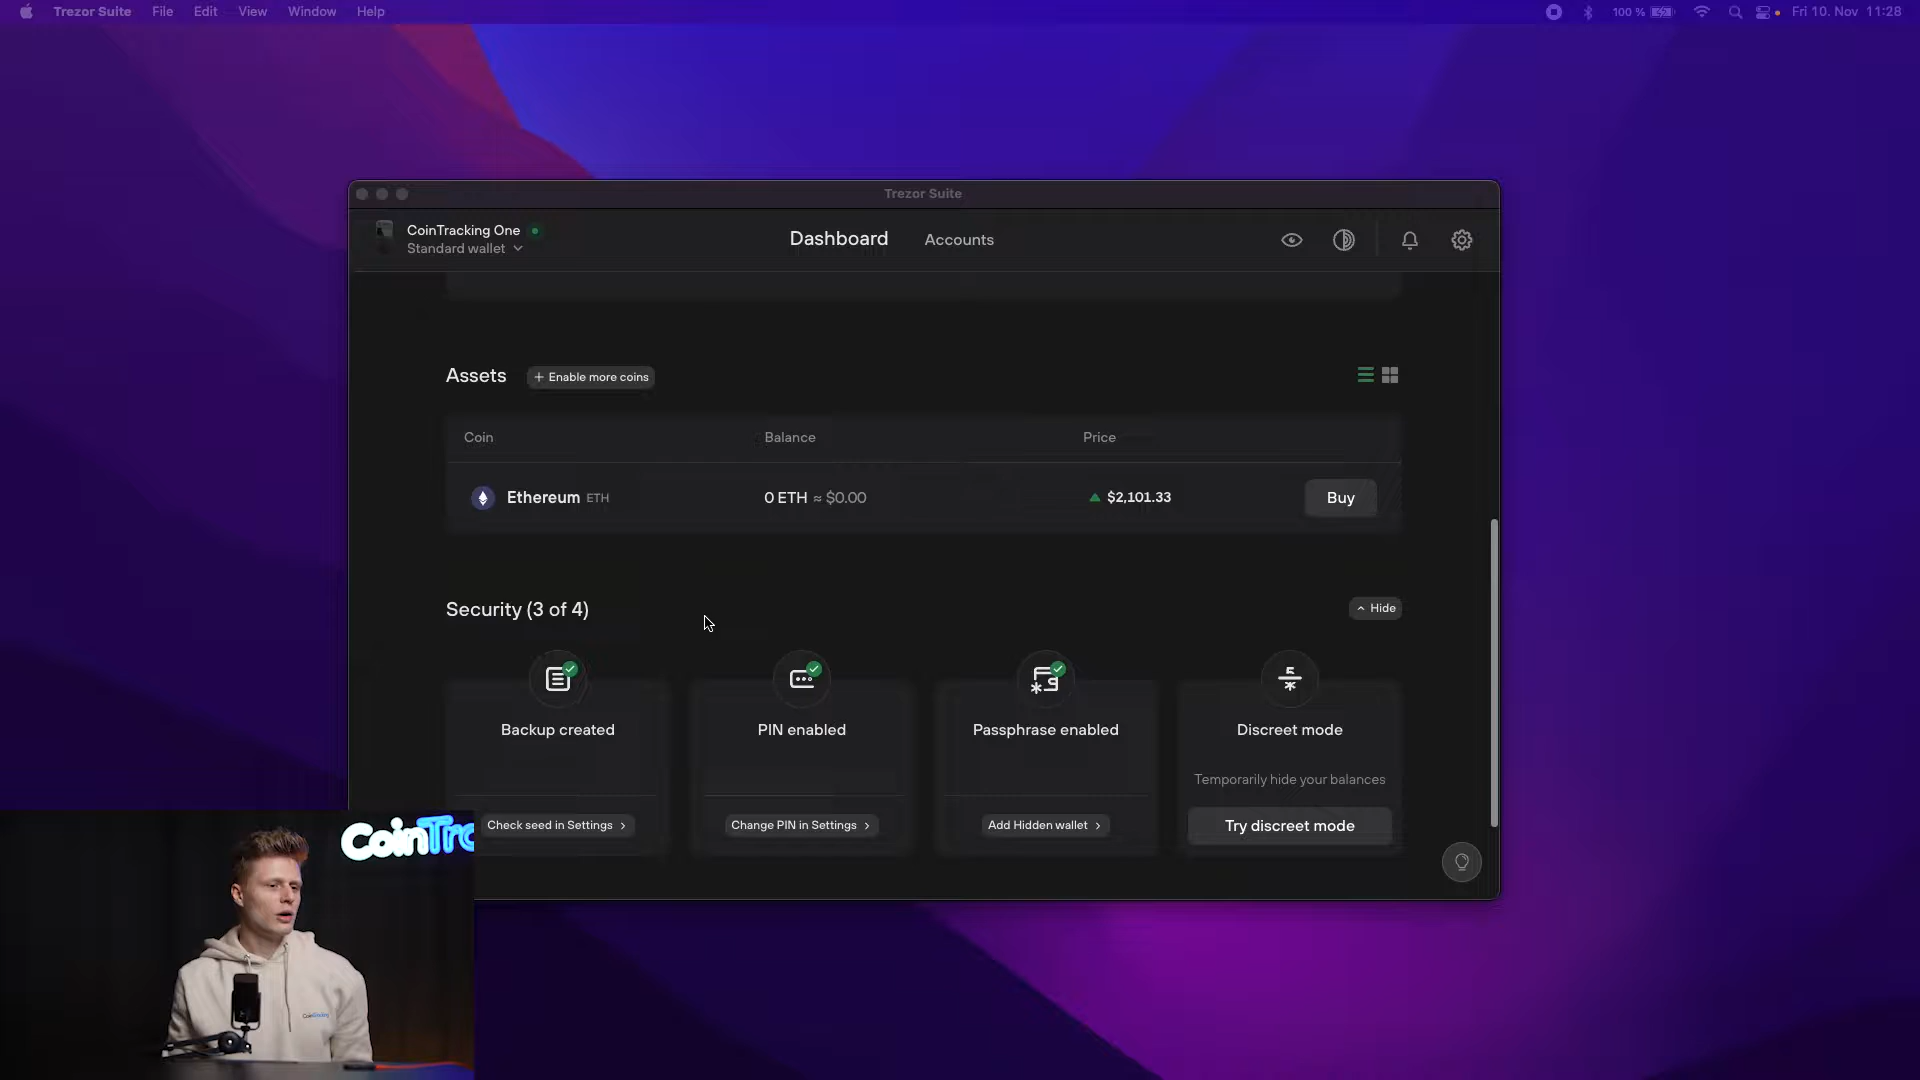 Trezor Suite File Edit View Window Help 100 % Fri 10. Nov 11:28
Trezor Suite
CoinTracking One
Standard wallet
Dashboard Accounts
Assets + Enable more coins
Coin Balance Price
Ethereum ETH 0 ETH ≈ $0.00 $2,101.33 Buy
Security (3 of 4) Hide
Backup created PIN enabled Passphrase enabled Discreet mode
Temporarily hide your balances
Check seed in Settings Change PIN in Settings Add Hidden wallet Try discreet mode
CoinTra
CoinTracking